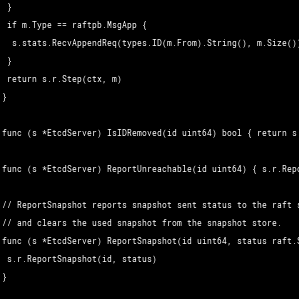 }
if m.Type == raftpb.MsgApp {
s.stats.RecvAppendReq(types.ID(m.From).String(), m.Size())
}
return s.r.Step(ctx, m)
}
func (s *EtcdServer) IsIDRemoved(id uint64) bool { return s
func (s *EtcdServer) ReportUnreachable(id uint64) { s.r.Repo
// ReportSnapshot reports snapshot sent status to the raft s
// and clears the used snapshot from the snapshot store.
func (s *EtcdServer) ReportSnapshot(id uint64, status raft.S
s.r.ReportSnapshot(id, status)
}